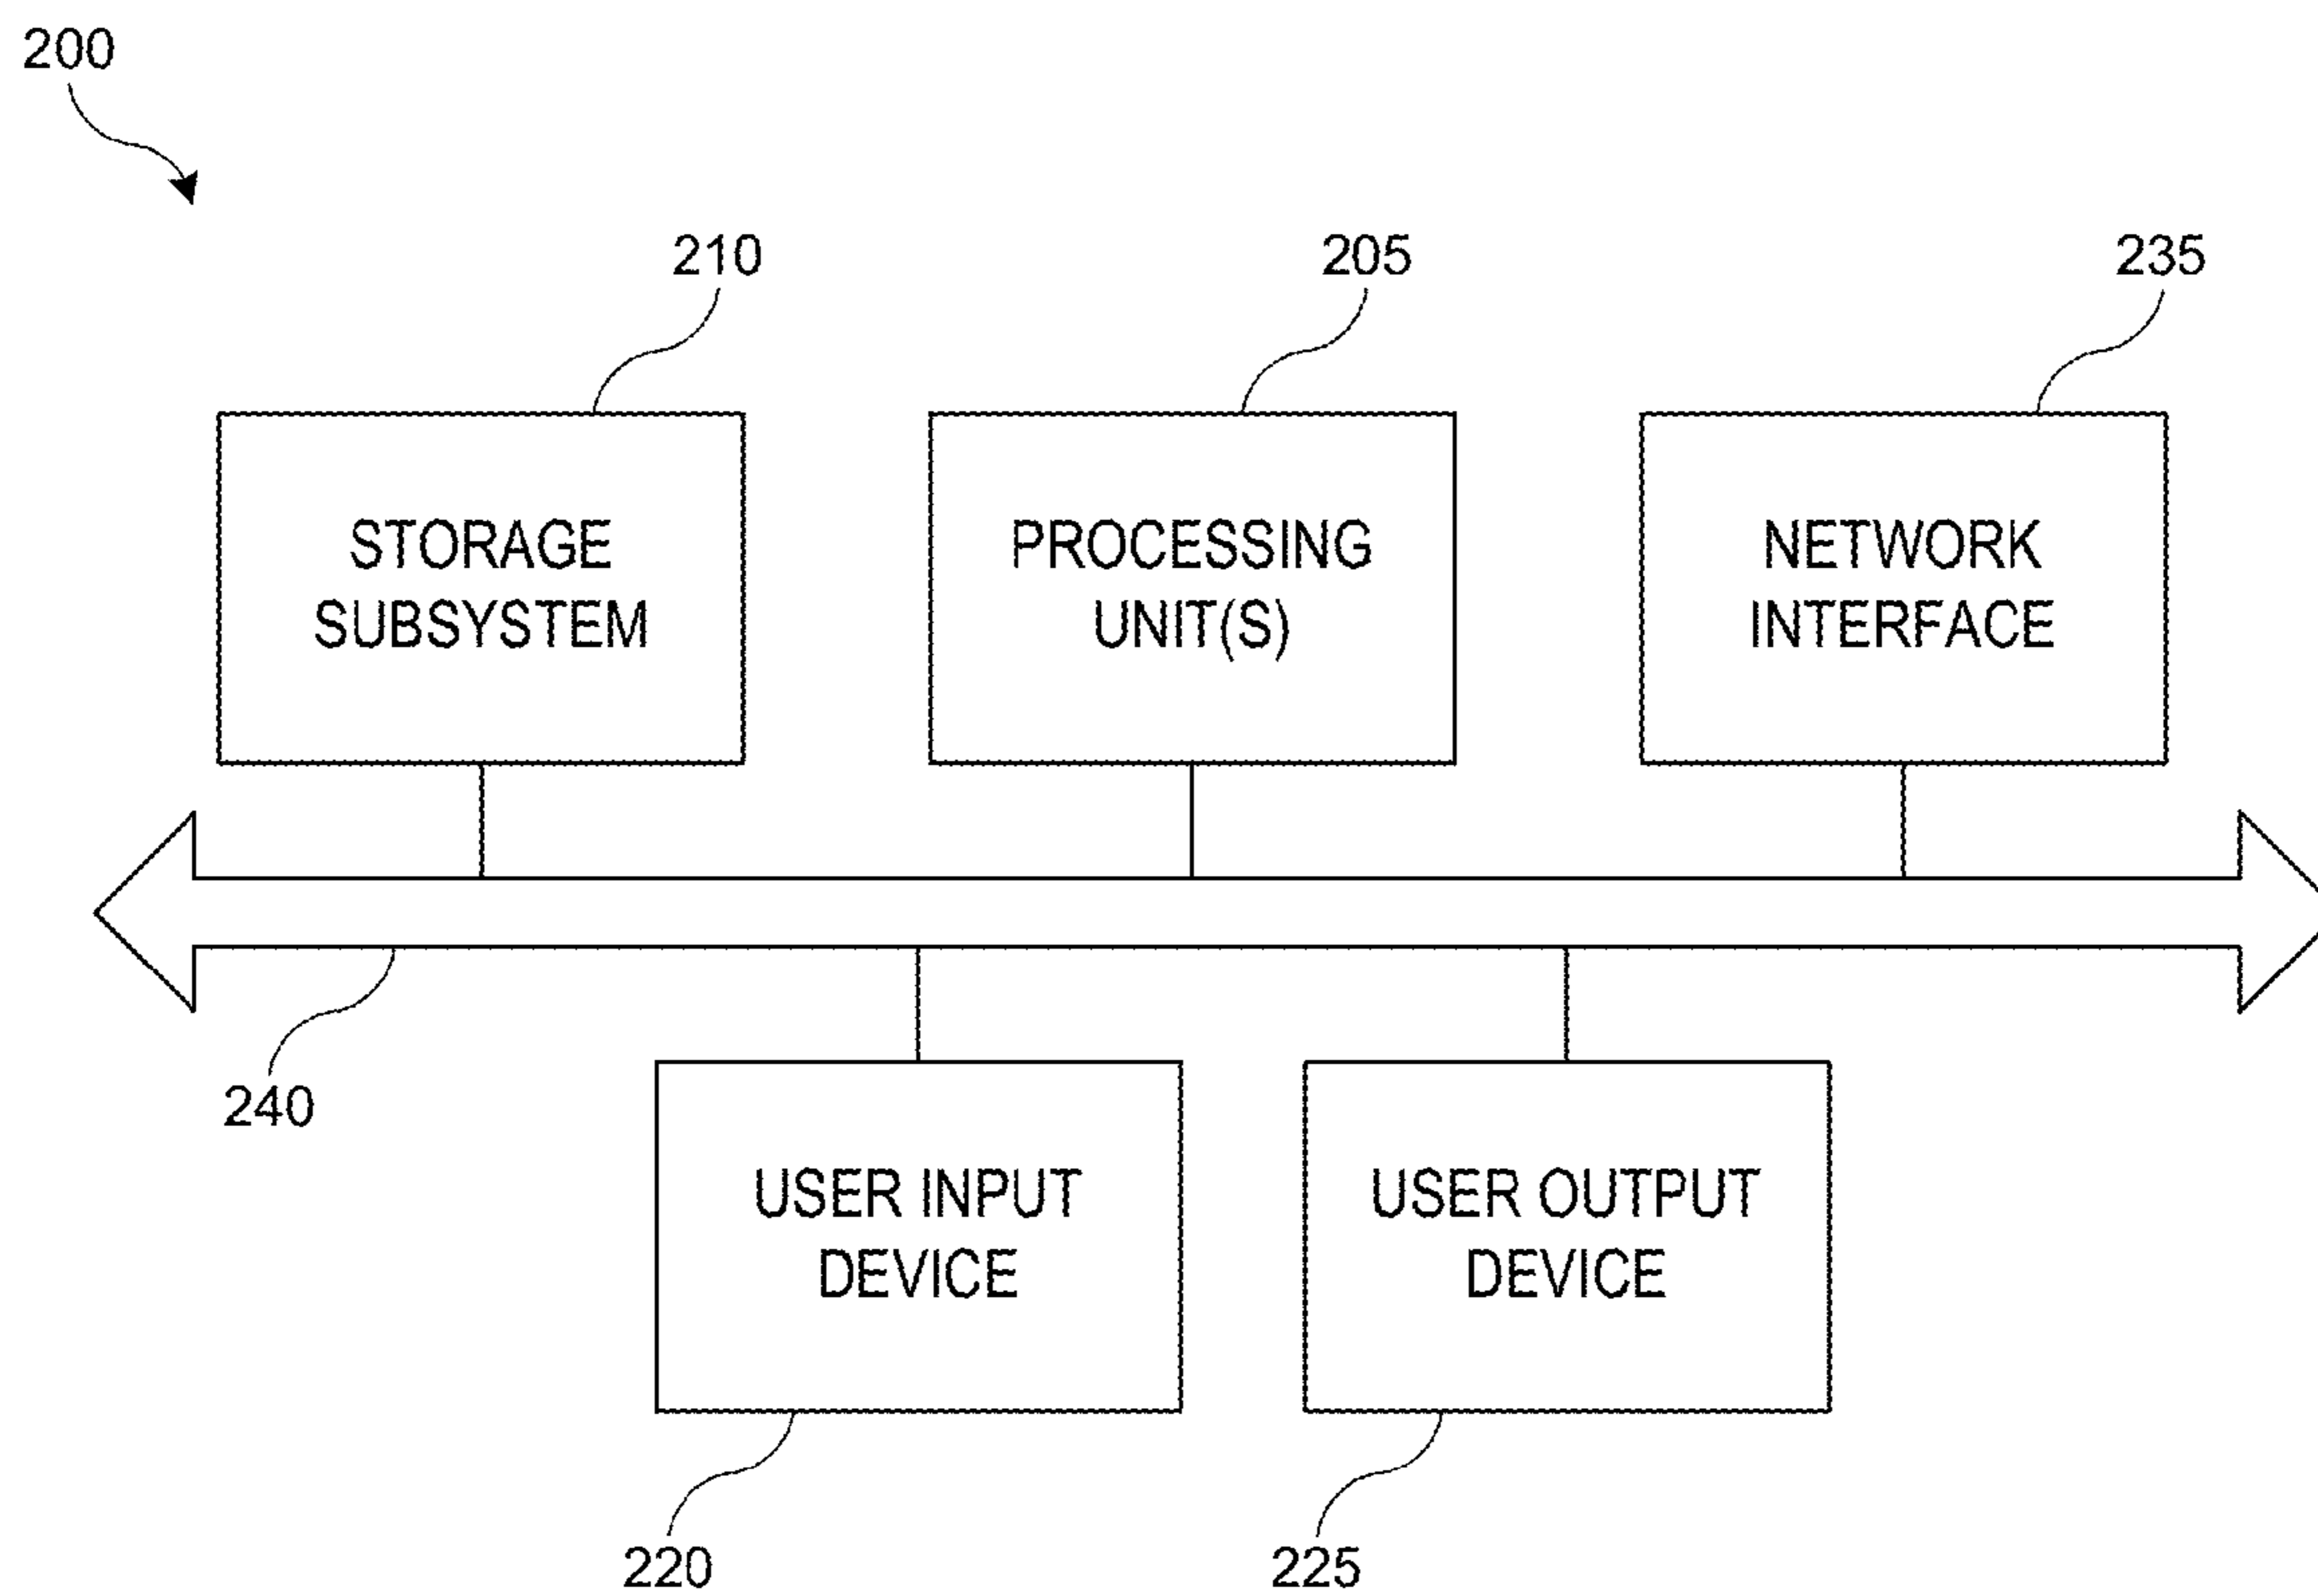 200
210
205
235
STORAGE
SUBSYSTEM
PROCESSING
UNIT(S)
NETWORK
INTERFACE
240
USER INPUT
DEVICE
USER OUTPUT
DEVICE
220
225